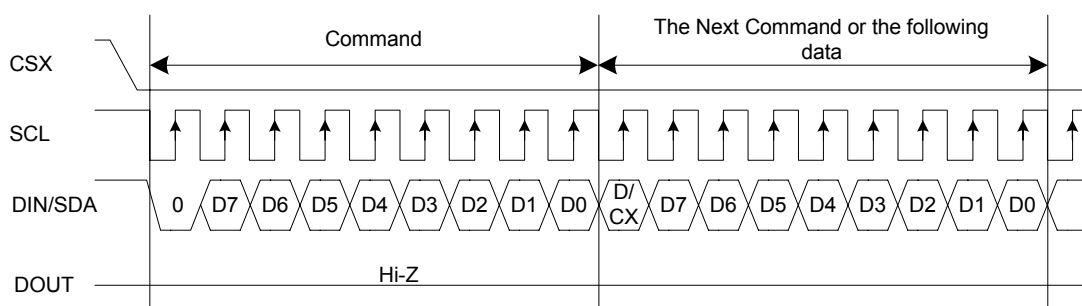 Command
The Next Command or the following
data
CSX
SCL
DIN/SDA
0 D7 D6 D5 D4 D3 D2 D1 D0 D/
CX D7 D6 D5 D4 D3 D2 D1 D0
DOUT
Hi-Z